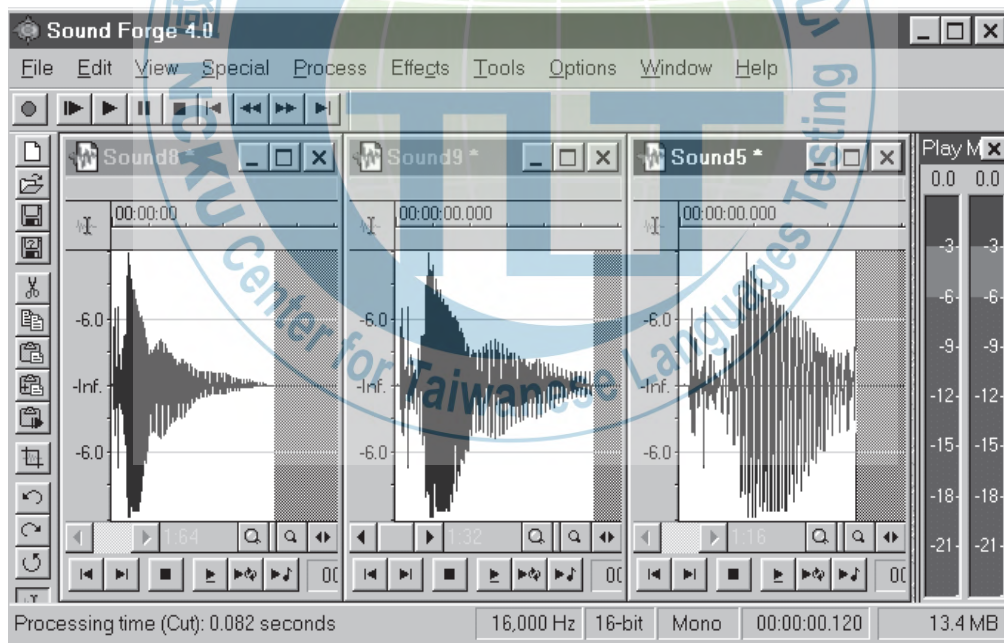 Sound Forge 4.0
File Edit View Special Process Effects Tools Options Window Help
Sound8 *
Sound9 *
Sound5 *
Play M
0.0 0.0
00:00:00
00:00:00.000
00:00:00.000
-6.0
-Inf.
-6.0
-6.0
-Inf.
-6.0
-6.0
-Inf.
-6.0
-3 -3
-6 -6
-9 -9
-12 -12
-15 -15
-18 -18
-21 -21
1:64
1:32
1:16
Processing time (Cut): 0.082 seconds
16,000 Hz 16-bit Mono 00:00:00.120 13.4 MB
TLT
NCKU Center for Taiwanese Languages Testing